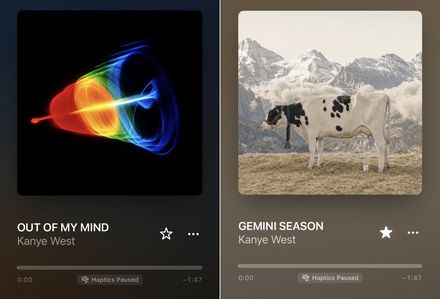 OUT OF MY MIND
Kanye West
0:00 Haptics Paused −1:47
GEMINI SEASON
Kanye West
0:00 Haptics Paused −1:47